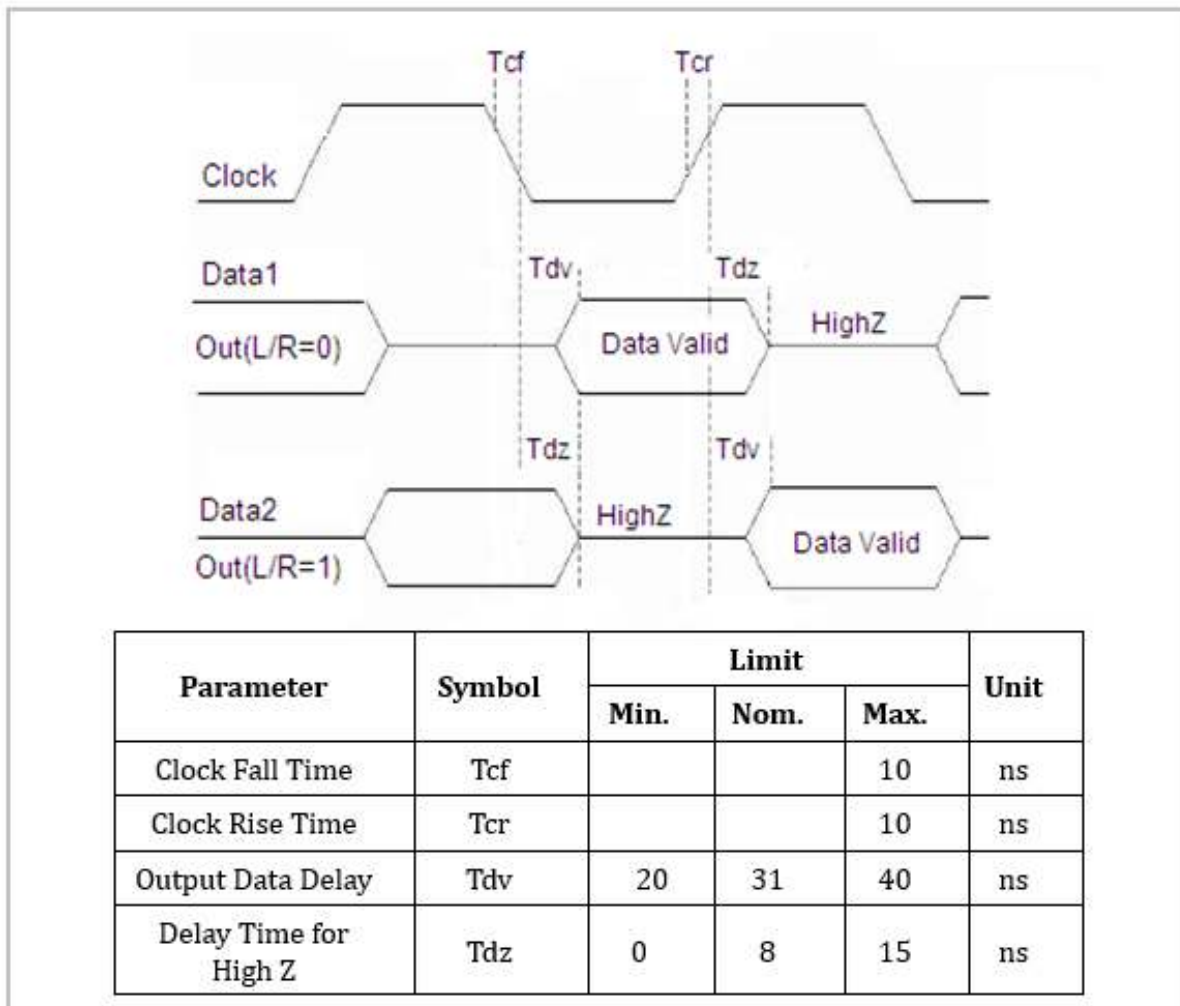 Tcf Tcr
Clock
Data1 Tdv Tdz
Out(L/R=0) Data Valid HighZ
Tdz Tdv
Data2 HighZ
Out(L/R=1) Data Valid
Parameter Symbol Limit Unit
Min. Nom. Max.
Clock Fall Time Tcf 10 ns
Clock Rise Time Tcr 10 ns
Output Data Delay Tdv 20 31 40 ns
Delay Time for
High Z Tdz 0 8 15 ns